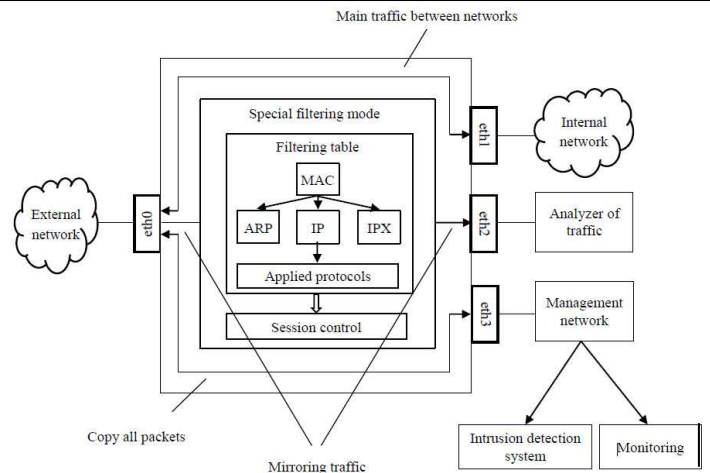 Main traffic between networks
Special filtering mode
Filtering table
MAC
ARP
IP
IPX
Applied protocols
Session control
External
network
eth0
eth1
Internal
network
eth2
Analyzer of
traffic
eth3
Management
network
Copy all packets
Mirroring traffic
Intrusion detection
system
Monitoring